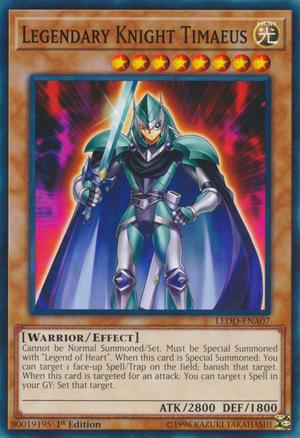 LEGENDARY KNIGHT TIMAEUS
光
LEDD-ENA07
[WARRIOR/EFFECT]
Cannot be Normal Summoned/Set. Must be Special Summoned
with "Legend of Heart". When this card is Special Summoned: You
can target 1 face-up Spell/Trap on the field; banish that target.
When this card is targeted for an attack: You can target 1 Spell in
your GY; Set that target.
ATK/2800 DEF/1800
80019195 1st Edition ©1996 KAZUKI TAKAHASHI